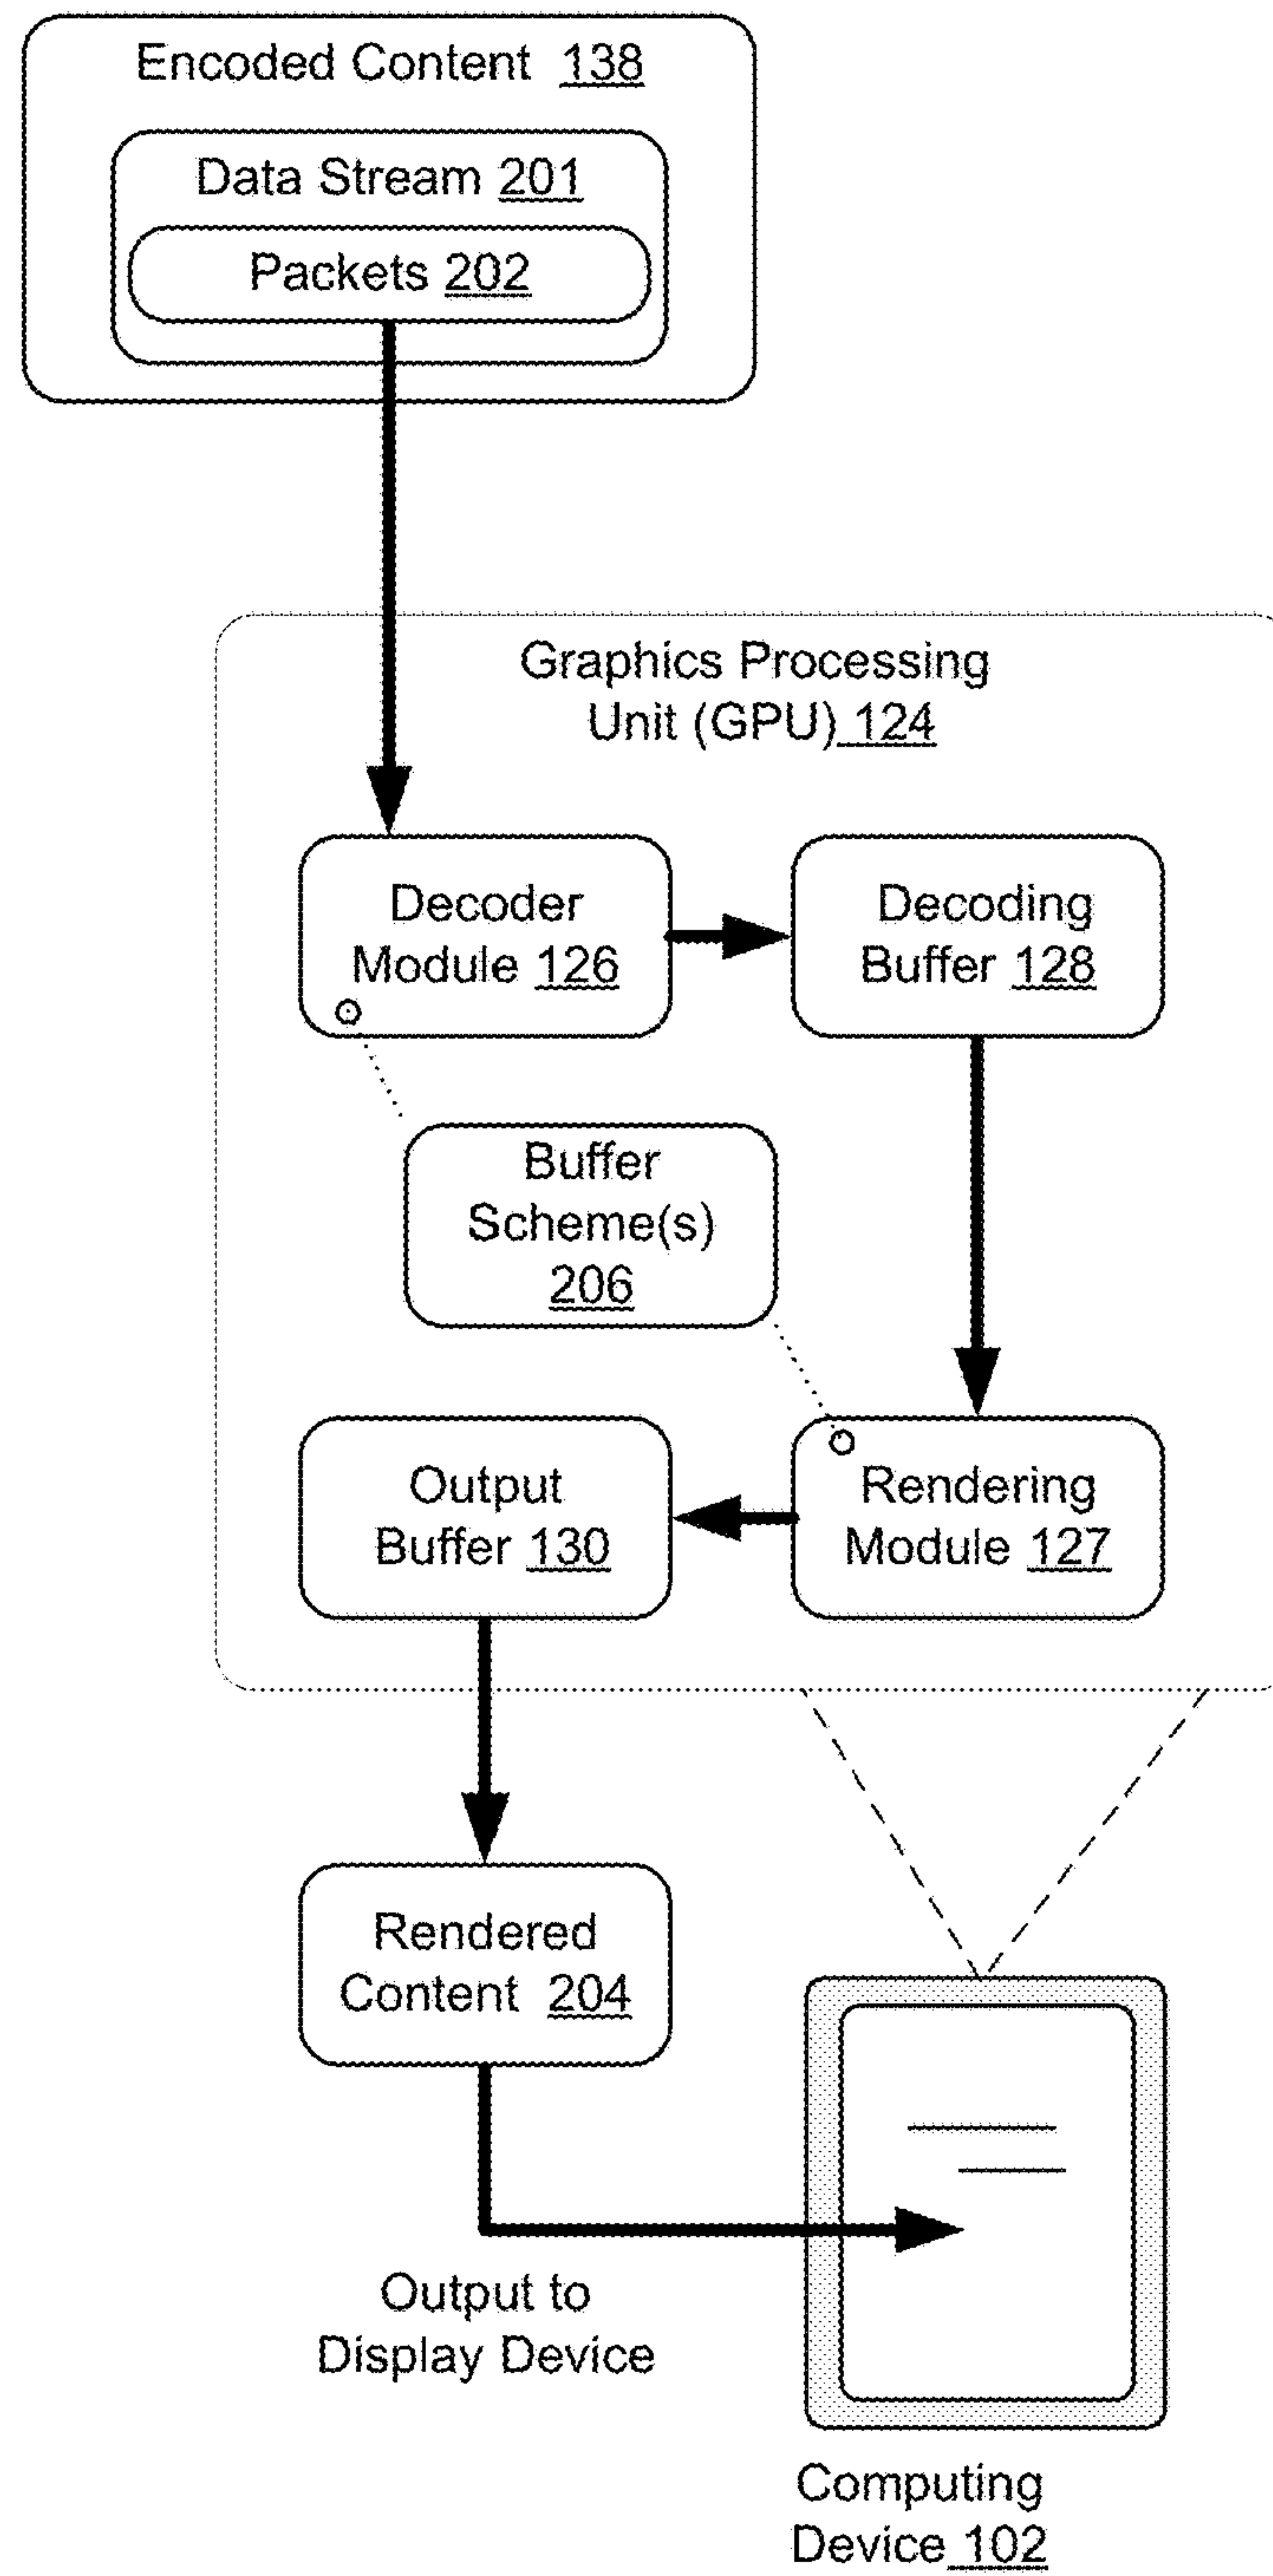 Encoded Content 138
Data Stream 201
Packets 202
Graphics Processing
Unit (GPU) 124
Decoder
Module 126
Decoding
Buffer 128
Buffer
Scheme(s)
206
Output
Buffer 130
Rendering
Module 127
Rendered
Content 204
Output to
Display Device
Computing
Device 102